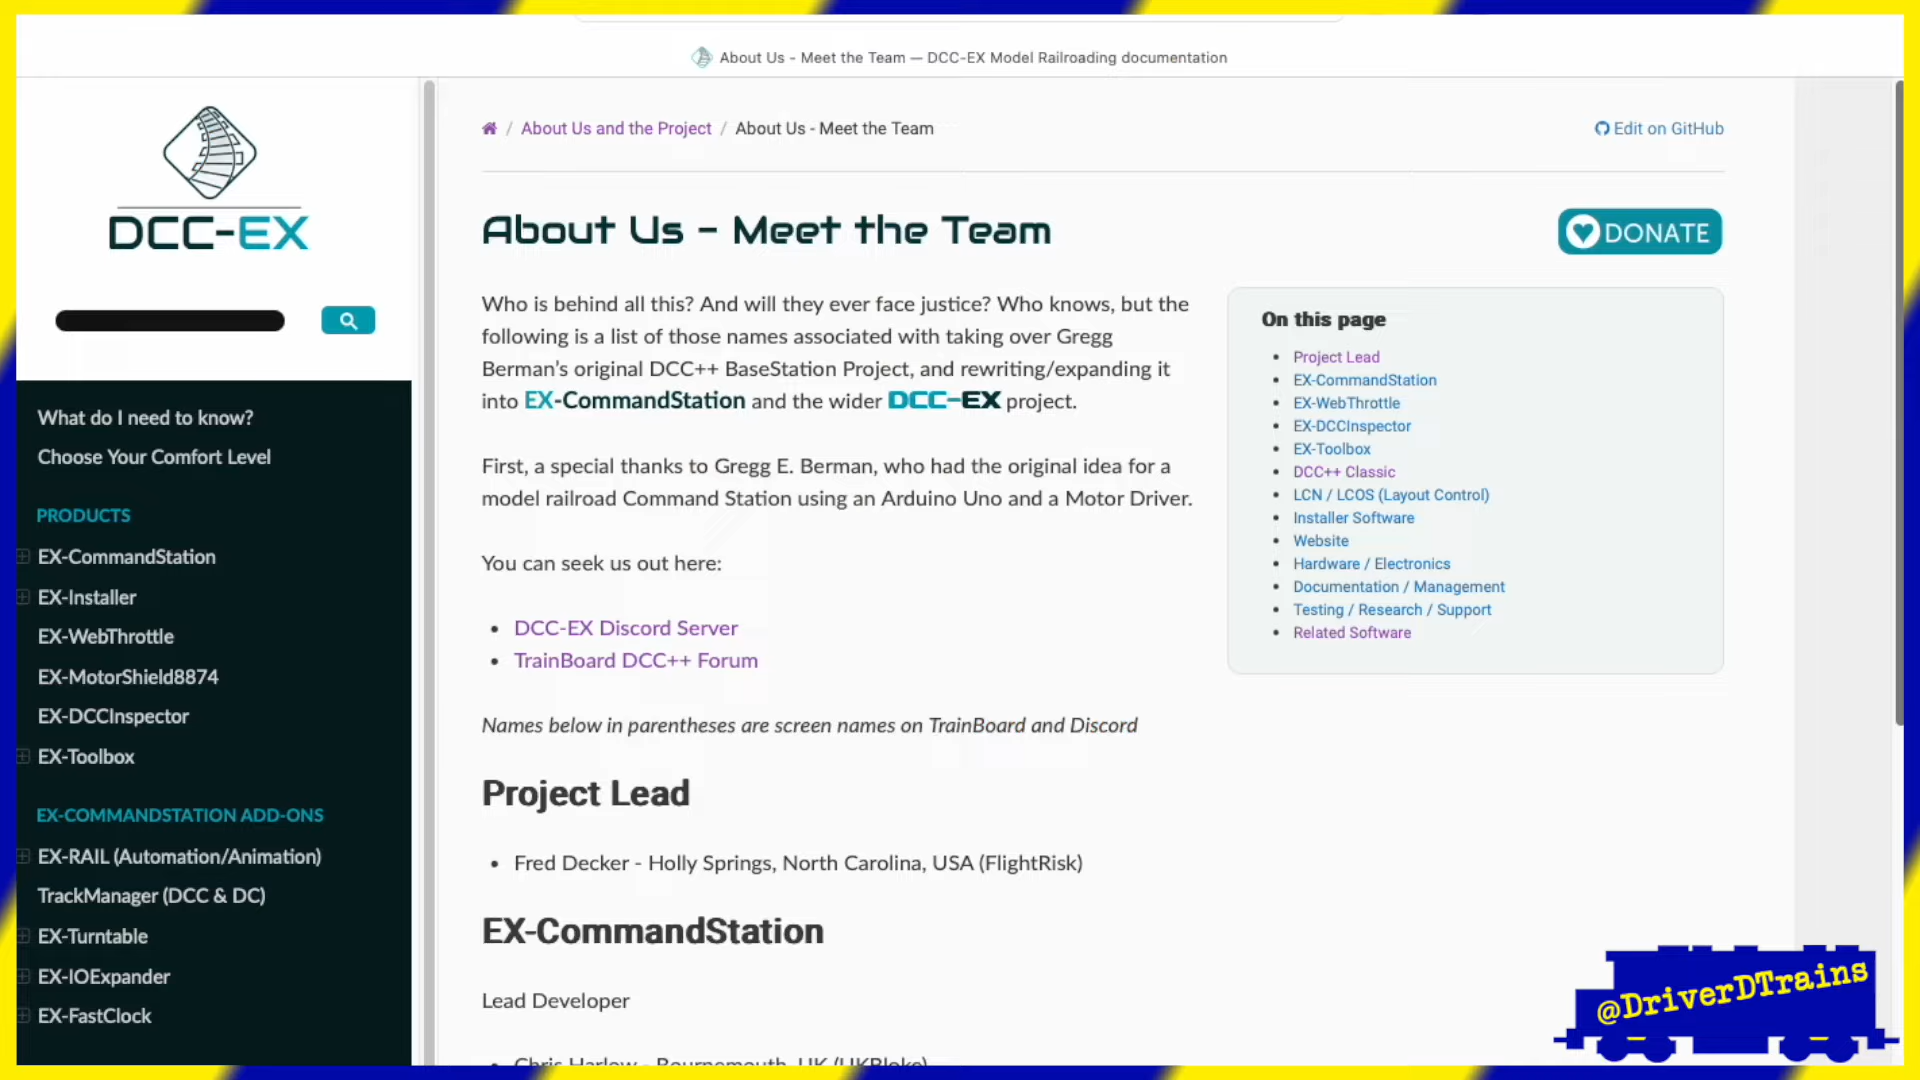 About Us - Meet the Team — DCC-EX Model Railroading documentation
DCC-EX
What do I need to know?
Choose Your Comfort Level
PRODUCTS
EX-CommandStation
EX-Installer
EX-WebThrottle
EX-MotorShield8874
EX-DCCInspector
EX-Toolbox
EX-COMMANDSTATION ADD-ONS
EX-RAIL (Automation/Animation)
TrackManager (DCC & DC)
EX-Turntable
EX-IOExpander
EX-FastClock
/ About Us and the Project / About Us - Meet the Team
Edit on GitHub
About Us - Meet the Team
DONATE
Who is behind all this? And will they ever face justice? Who knows, but the
following is a list of those names associated with taking over Gregg
Berman's original DCC++ BaseStation Project, and rewriting/expanding it
into EX-CommandStation and the wider DCC-EX project.
First, a special thanks to Gregg E. Berman, who had the original idea for a
model railroad Command Station using an Arduino Uno and a Motor Driver.
You can seek us out here:
• DCC-EX Discord Server
• TrainBoard DCC++ Forum
Names below in parentheses are screen names on TrainBoard and Discord
Project Lead
• Fred Decker - Holly Springs, North Carolina, USA (FlightRisk)
EX-CommandStation
Lead Developer
• Chris Harlow - Bournemouth, UK (UKBloke)
On this page
• Project Lead
• EX-CommandStation
• EX-WebThrottle
• EX-DCCInspector
• EX-Toolbox
• DCC++ Classic
• LCN / LCOS (Layout Control)
• Installer Software
• Website
• Hardware / Electronics
• Documentation / Management
• Testing / Research / Support
• Related Software
@DriverDTrains